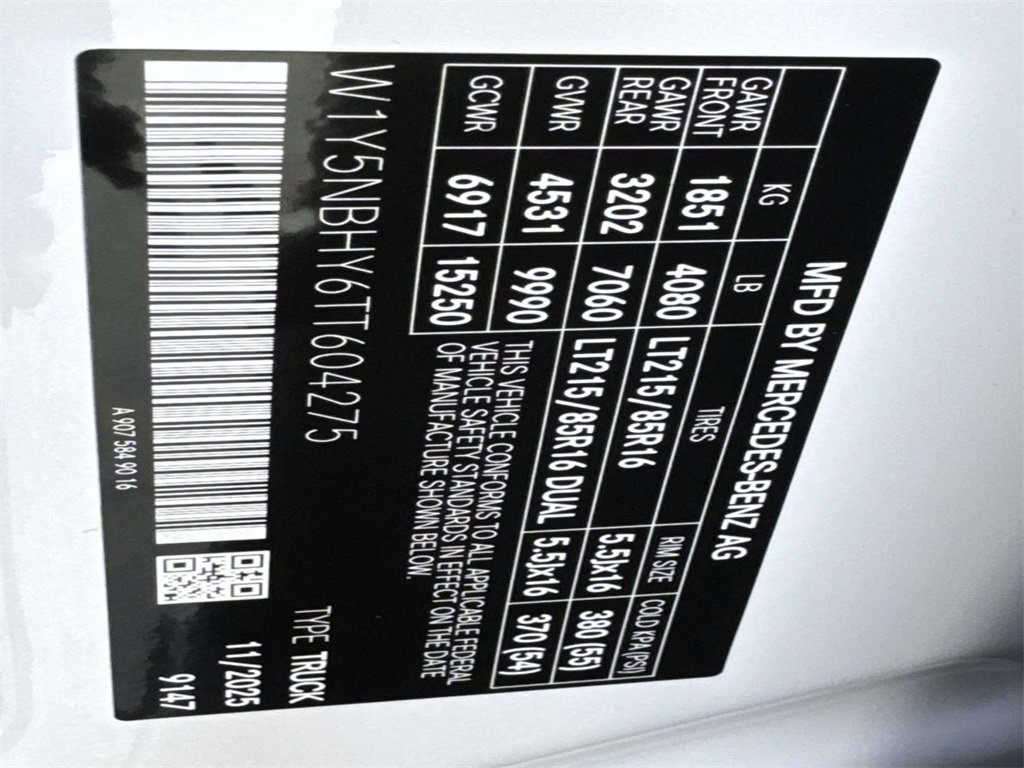 MFD BY MERCEDES-BENZ AG
KG LB TIRES RIM SIZE COLD KPA (PSI)
GAWR FRONT 1851 4080 LT215/85R16 5.5Jx16 380 (55)
GAWR REAR 3202 7060 LT215/85R16 DUAL 5.5Jx16 370 (54)
GVWR 4531 9990
GCWR 6917 15250
THIS VEHICLE CONFORMS TO ALL APPLICABLE FEDERAL
VEHICLE SAFETY STANDARDS IN EFFECT ON THE DATE
OF MANUFACTURE SHOWN BELOW.
W1Y5NBHY6TT604275
TYPE TRUCK
11/2025
9147
A 907 584 90 16